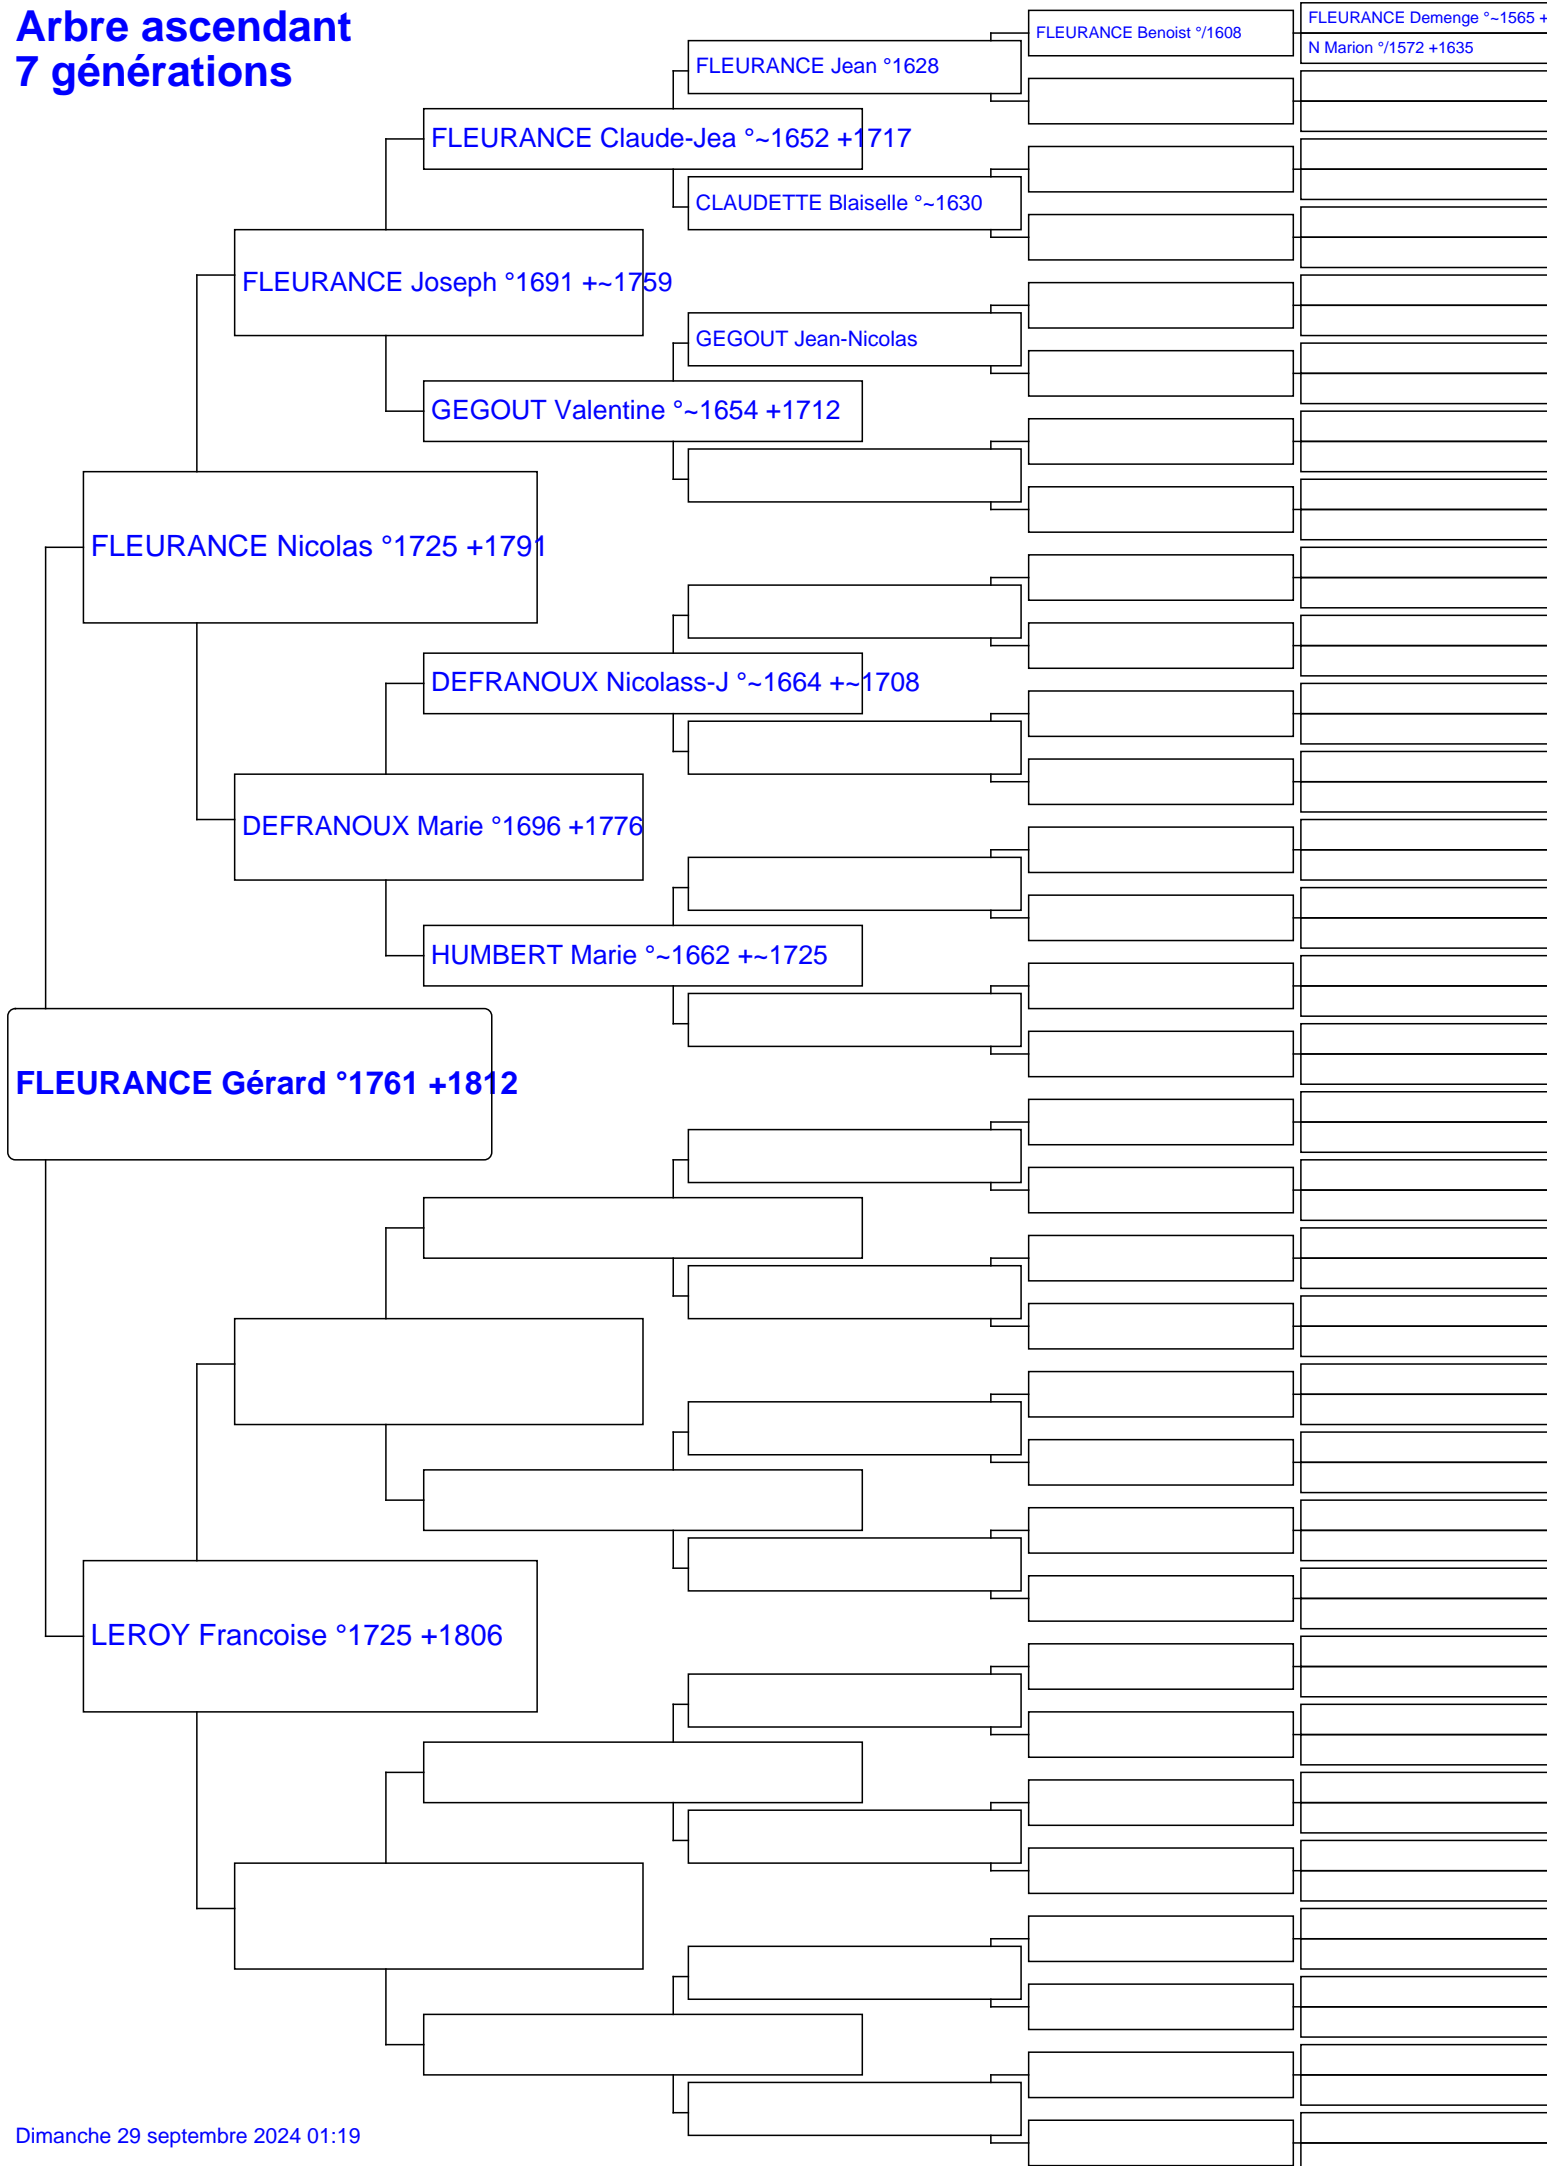 Arbre ascendant
7 générations
FLEURANCE Demenge °~1565 +
FLEURANCE Benoist °/1608
N Marion °/1572 +1635
FLEURANCE Jean °1628
FLEURANCE Claude-Jea °~1652 +1717
CLAUDETTE Blaiselle °~1630
FLEURANCE Joseph °1691 +~1759
GEGOUT Jean-Nicolas
GEGOUT Valentine °~1654 +1712
FLEURANCE Nicolas °1725 +1791
DEFRANOUX Nicolass-J °~1664 +~1708
DEFRANOUX Marie °1696 +1776
HUMBERT Marie °~1662 +~1725
FLEURANCE Gérard °1761 +1812
LEROY Francoise °1725 +1806
Dimanche 29 septembre 2024 01:19